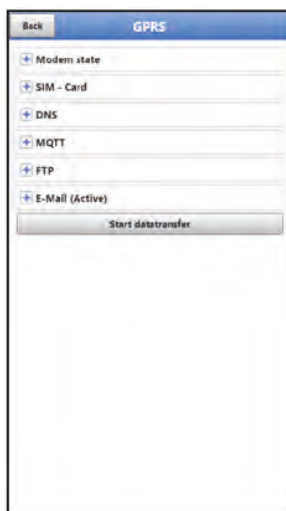 Back
GPRS
Modem state
SIM - Card
DNS
MQTT
FTP
E-Mail (Active)
Start datatransfer